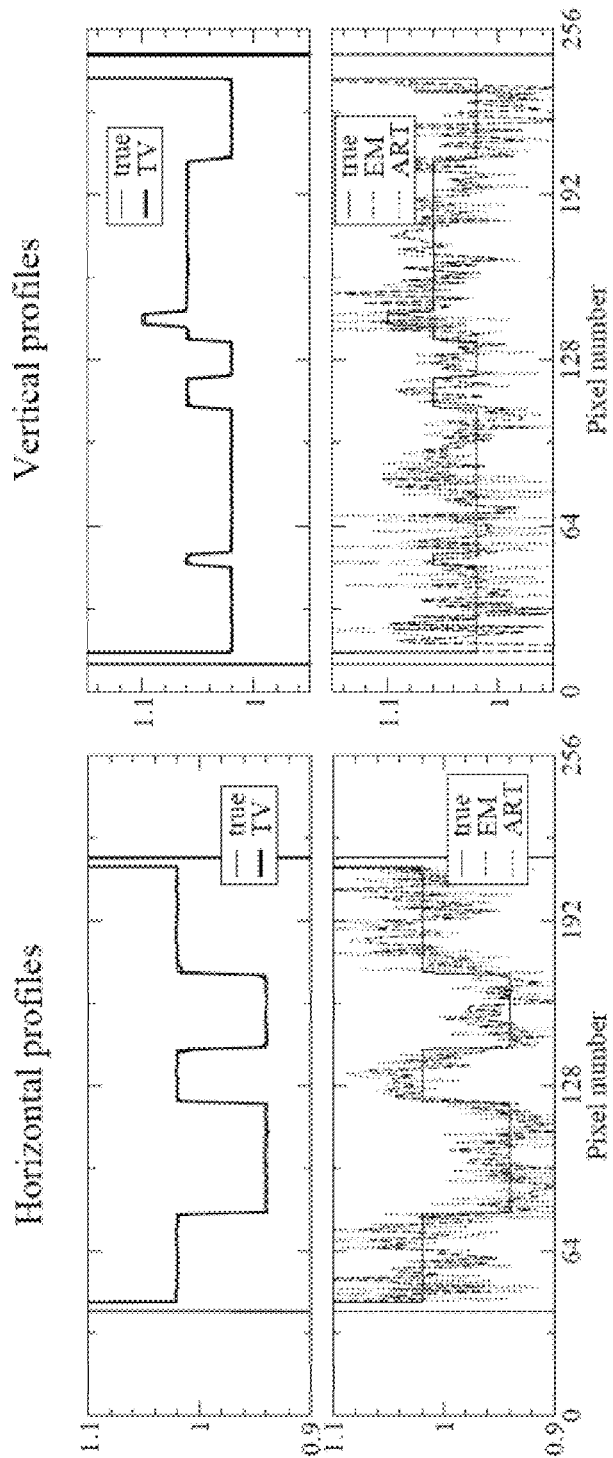 Horizontal profiles
1.1
1
0.9
true
TV
1.1
1
0.9
true
EM
ART
0
64
128
192
256
Pixel number
Vertical profiles
1.1
1
true
TV
1.1
1
true
EM
ART
0
64
128
192
256
Pixel number